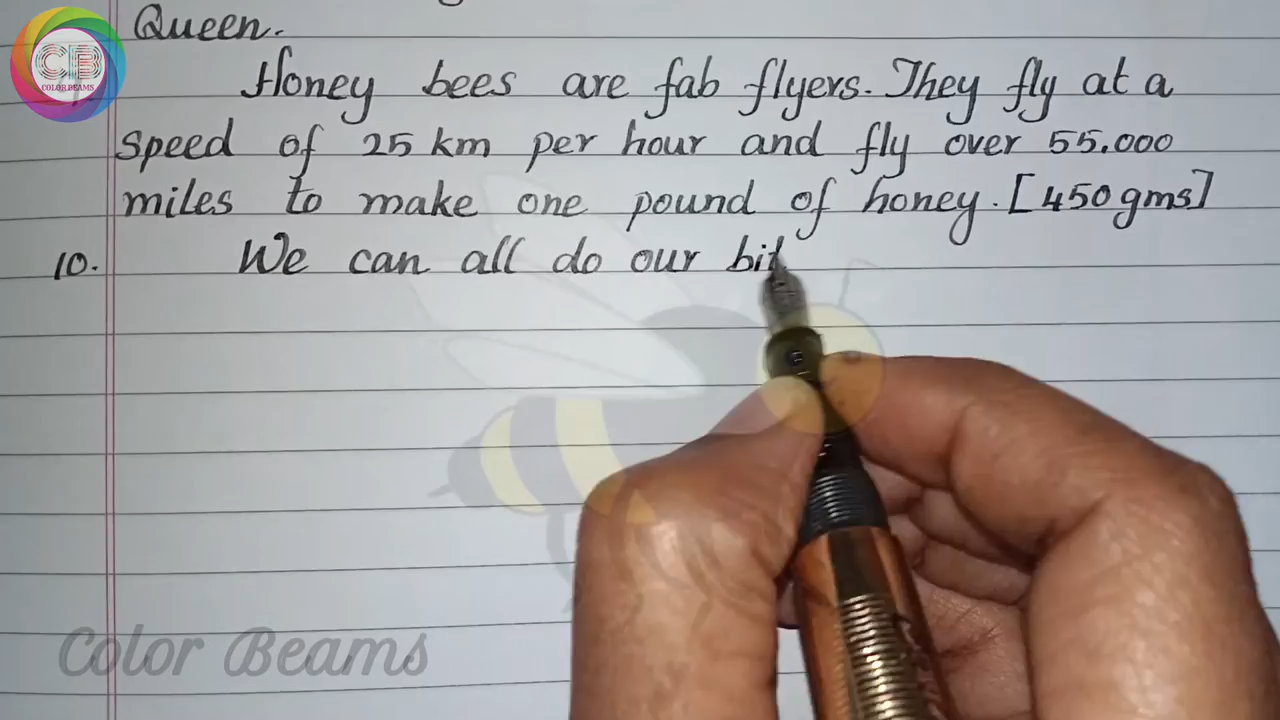 Queen.
CB
COLOR BEAMS
Honey bees are fab flyers. They fly at a
speed of 25 km per hour and fly over 55.000
miles to make one pound of honey. [450 gms]
10. We can all do our bit
Color Beams